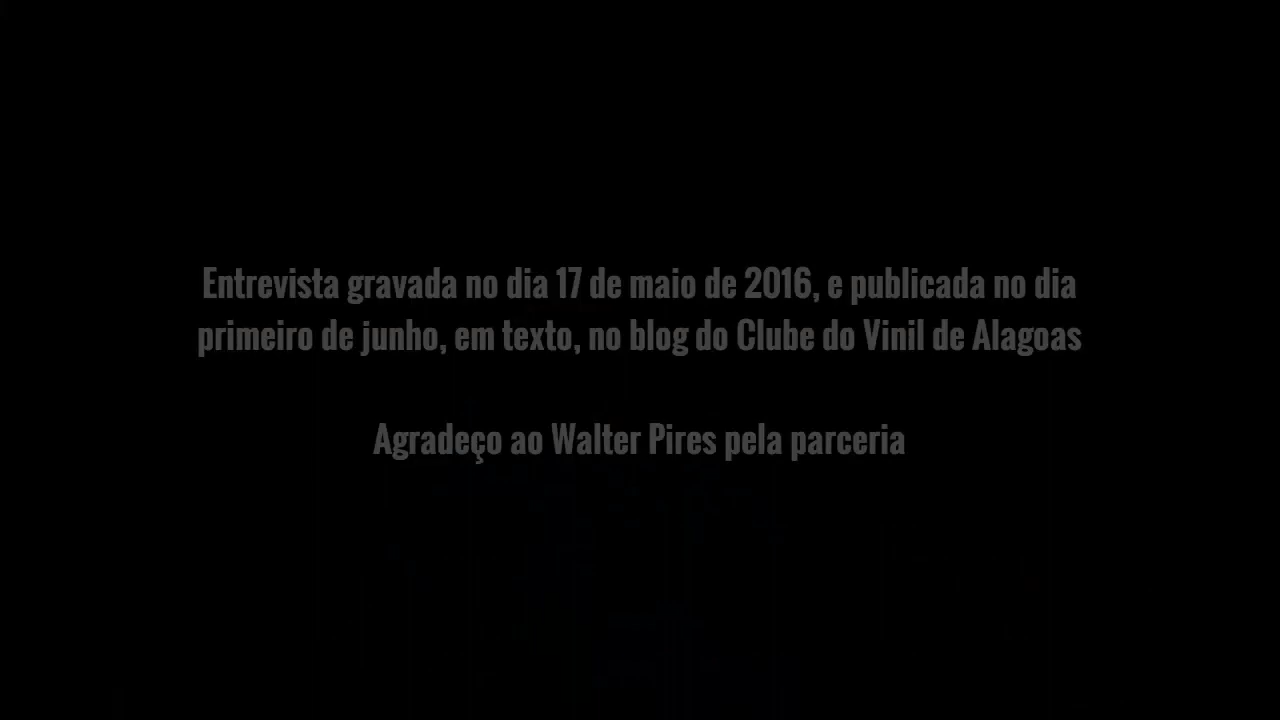 Entrevista gravada no dia 17 de maio de 2016, e publicada no dia
primeiro de junho, em texto, no blog do Clube do Vinil de Alagoas
Agradeço ao Walter Pires pela parceria